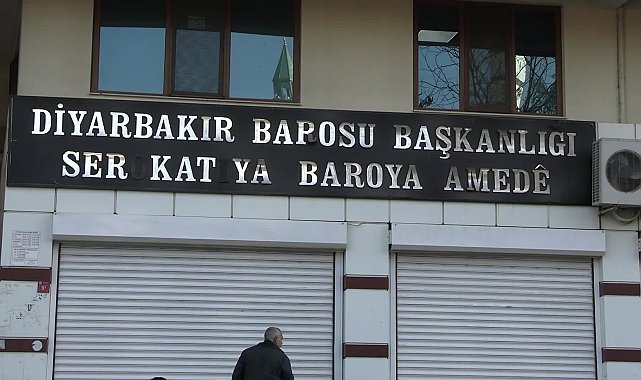 DİYARBAKIR BAROSU BAŞKANLIGI
SER KAT YA BAROYA AMEDÊ